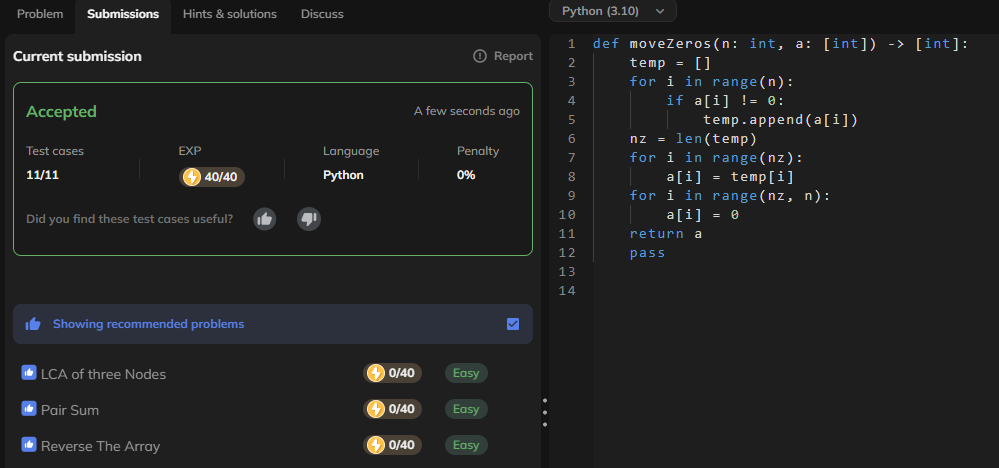 Problem Submissions Hints & solutions Discuss
Current submission Report
Accepted A few seconds ago
Test cases EXP Language Penalty
11/11 40/40 Python 0%
Did you find these test cases useful?
Showing recommended problems
LCA of three Nodes 0/40 Easy
Pair Sum 0/40 Easy
Reverse The Array 0/40 Easy
Python (3.10)
1 def moveZeros(n: int, a: [int]) -> [int]:
2     temp = []
3     for i in range(n):
4         if a[i] != 0:
5             temp.append(a[i])
6     nz = len(temp)
7     for i in range(nz):
8         a[i] = temp[i]
9     for i in range(nz, n):
10         a[i] = 0
11     return a
12     pass
13
14